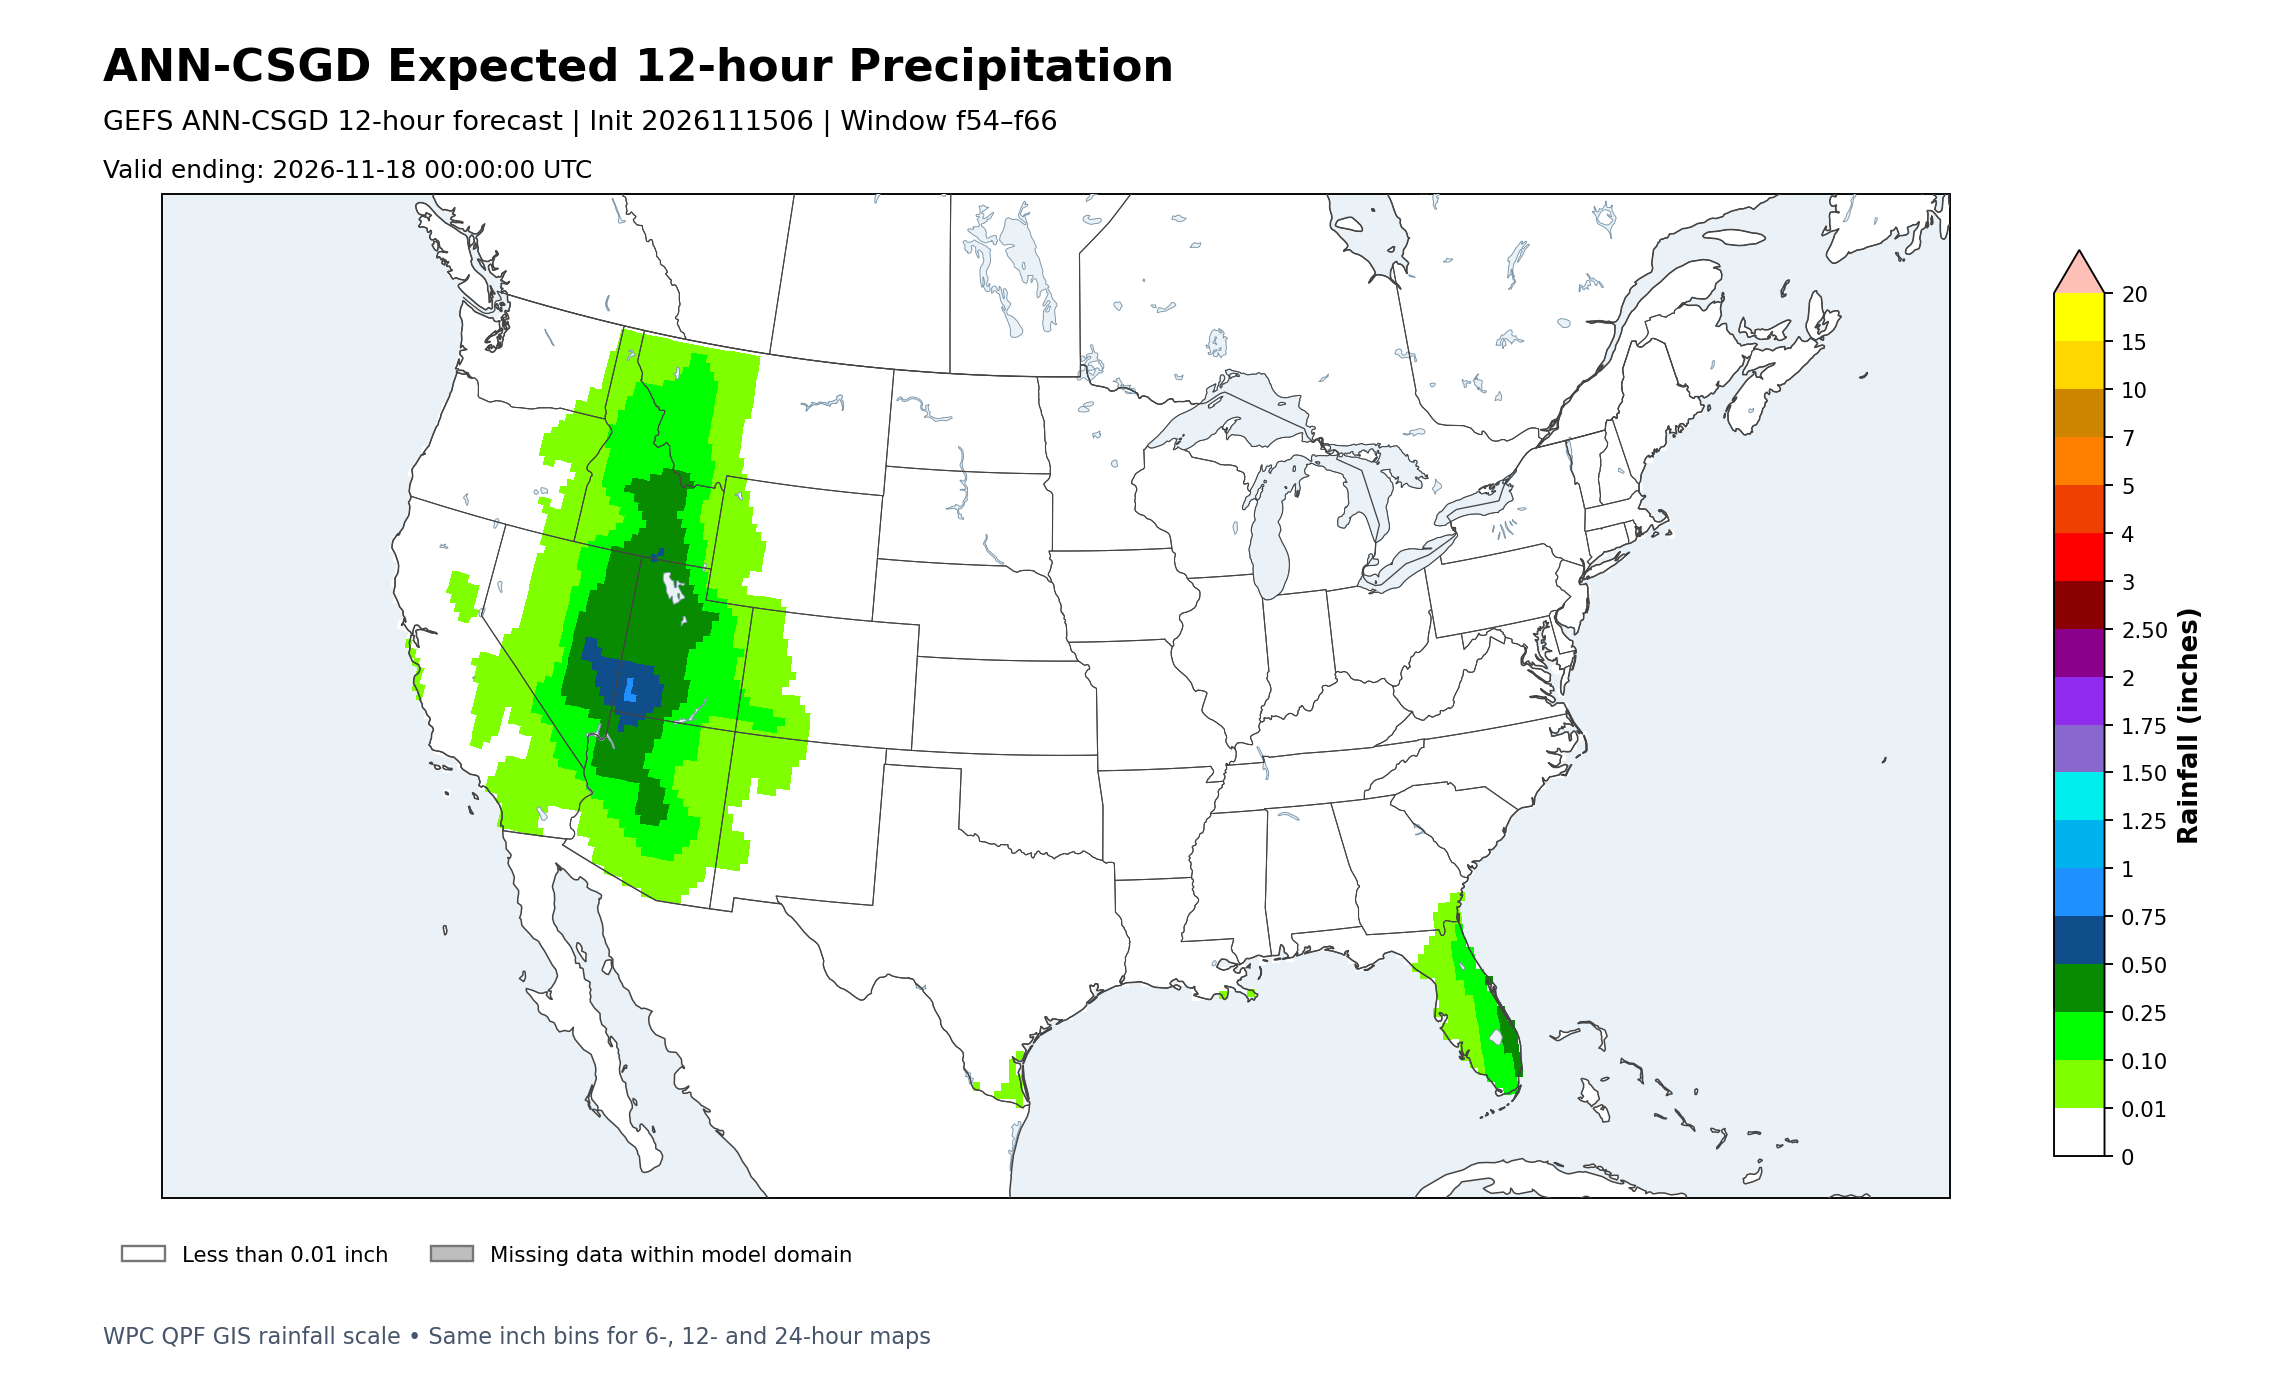 ANN-CSGD Expected 12-hour Precipitation
GEFS ANN-CSGD 12-hour forecast | Init 2026111506 | Window f54–f66
Valid ending: 2026-11-18 00:00:00 UTC
20
15
10
7
5
4
3
2.50
2
1.75
1.50
1.25
1
0.75
0.50
0.25
0.10
0.01
0
Rainfall (inches)
Less than 0.01 inch
Missing data within model domain
WPC QPF GIS rainfall scale • Same inch bins for 6-, 12- and 24-hour maps